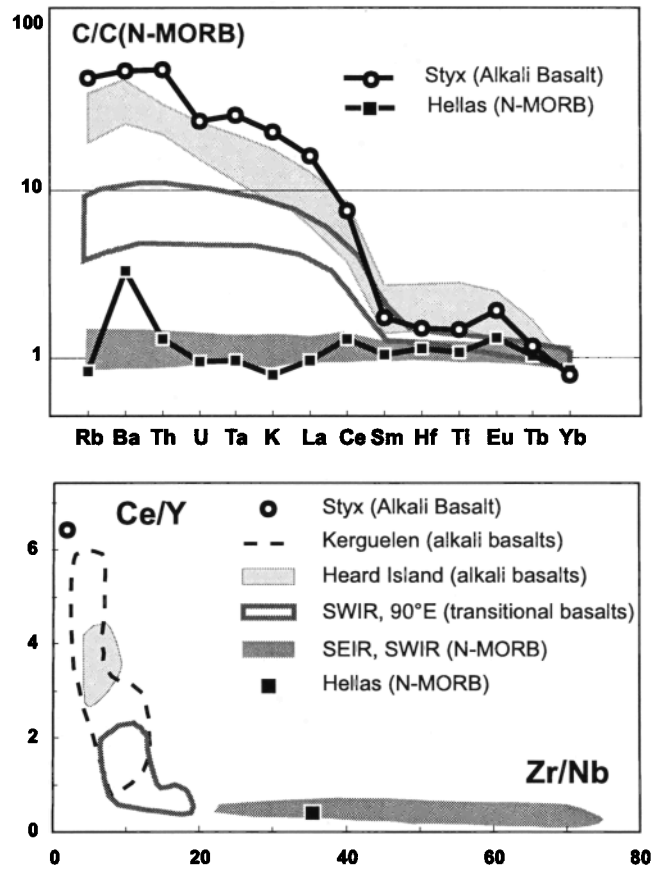 100
C/C(N-MORB)
Styx (Alkali Basalt)
Hellas (N-MORB)
10
1
Rb Ba Th U Ta K La Ce Sm Hf Tl Eu Tb Yb
Ce/Y
Styx (Alkali Basalt)
Kerguelen (alkali basalts)
Heard Island (alkali basalts)
SWIR, 90°E (transitional basalts)
SEIR, SWIR (N-MORB)
Hellas (N-MORB)
6
4
2
0
Zr/Nb
0 20 40 60 80